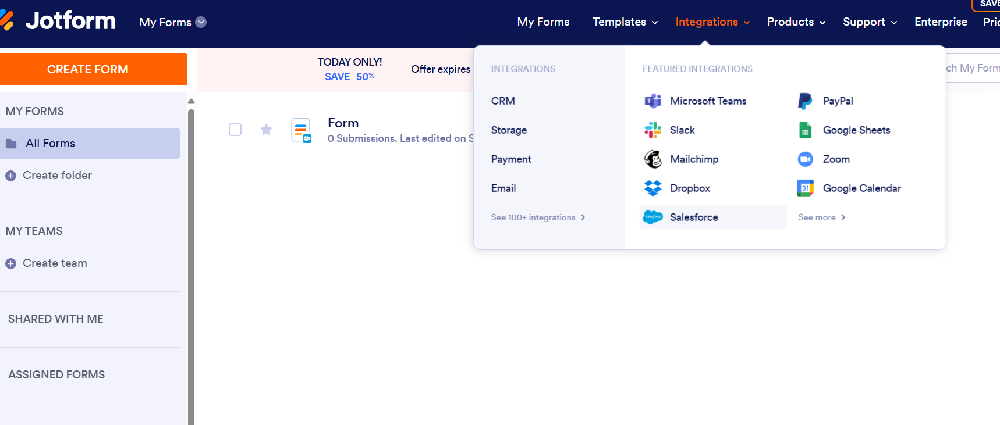 Jotform
My Forms
My Forms
Templates
Integrations
Products
Support
Enterprise
SAVE
CREATE FORM
TODAY ONLY!
SAVE 50%
Offer expires
MY FORMS
All Forms
Create folder
MY TEAMS
Create team
SHARED WITH ME
ASSIGNED FORMS
Form
0 Submissions. Last edited on S
INTEGRATIONS
CRM
Storage
Payment
Email
See 100+ integrations
FEATURED INTEGRATIONS
Microsoft Teams
Slack
Mailchimp
Dropbox
salesforce
Salesforce
PayPal
Google Sheets
Zoom
31
Google Calendar
See more
My Form